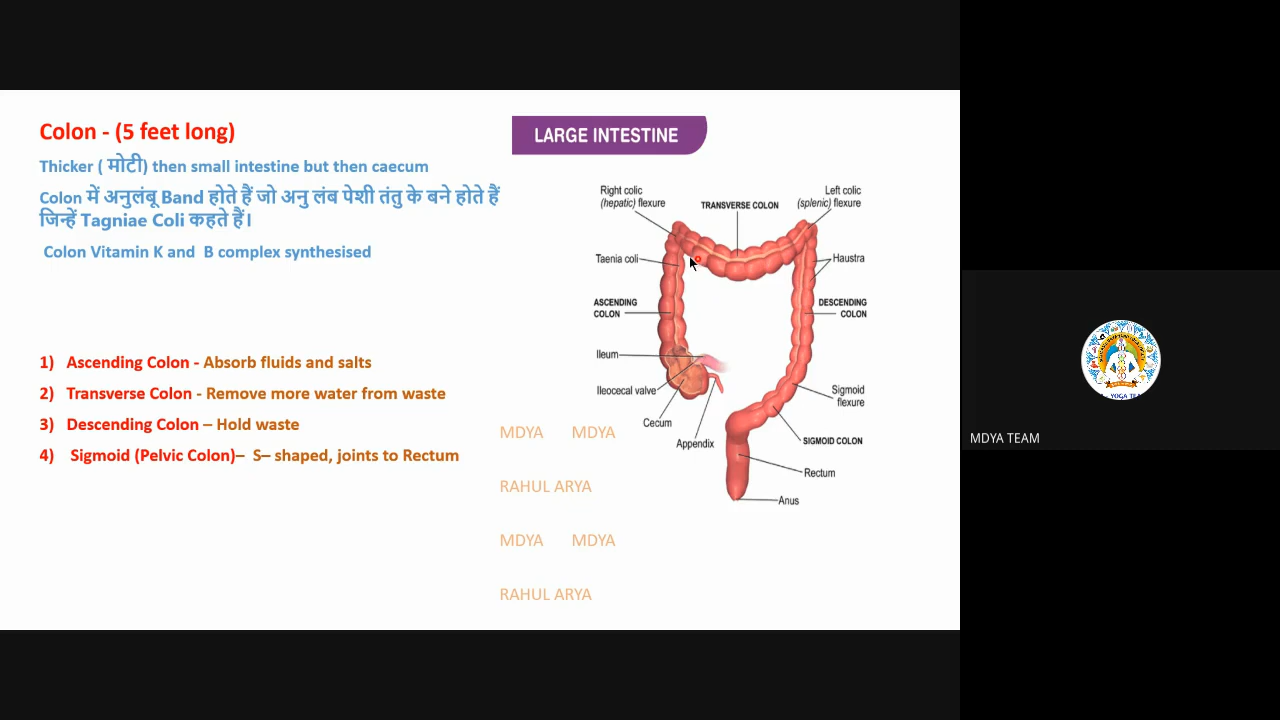 Colon - (5 feet long)
Thicker ( मोटी) then small intestine but then caecum
Colon में अनुलंबू Band होते हैं जो अनु लंब पेशी तंतु के बने होते हैं
जिन्हें Tagniae Coli कहते हैं।
Colon Vitamin K and B complex synthesised
1) Ascending Colon - Absorb fluids and salts
2) Transverse Colon - Remove more water from waste
3) Descending Colon – Hold waste
4) Sigmoid (Pelvic Colon)– S– shaped, joints to Rectum
LARGE INTESTINE
Right colic
(hepatic) flexure
TRANSVERSE COLON
Left colic
(splenic) flexure
Taenia coli
Haustra
ASCENDING
COLON
DESCENDING
COLON
Ileum
Ileocecal valve
Sigmoid
flexure
Cecum
Appendix
SIGMOID COLON
Rectum
Anus
MDYA MDYA
RAHUL ARYA
MDYA MDYA
RAHUL ARYA
MDYA TEAM